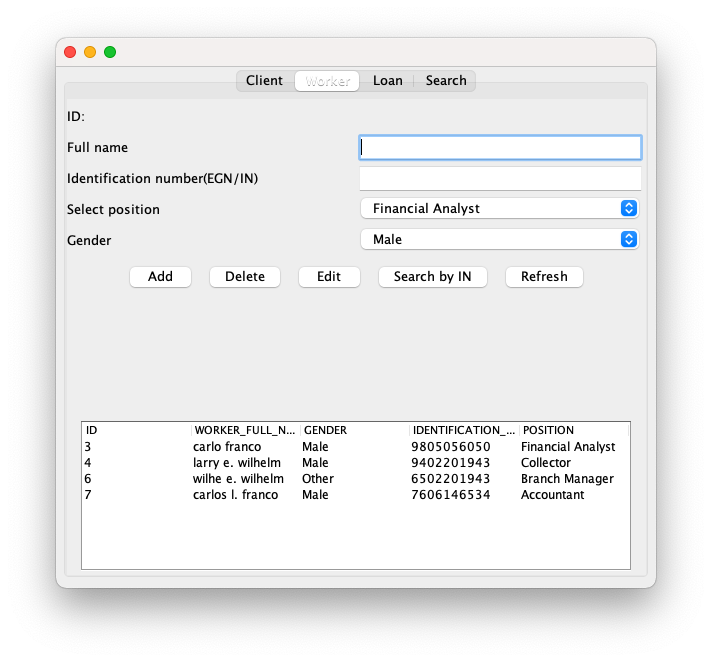 Client Worker Loan Search
ID:
Full name
Identification number(EGN/IN)
Select position Financial Analyst
Gender Male
Add Delete Edit Search by IN Refresh
ID WORKER_FULL_N... GENDER IDENTIFICATION_... POSITION
3 carlo franco Male 9805056050 Financial Analyst
4 larry e. wilhelm Male 9402201943 Collector
6 wilhe e. wilhelm Other 6502201943 Branch Manager
7 carlos l. franco Male 7606146534 Accountant